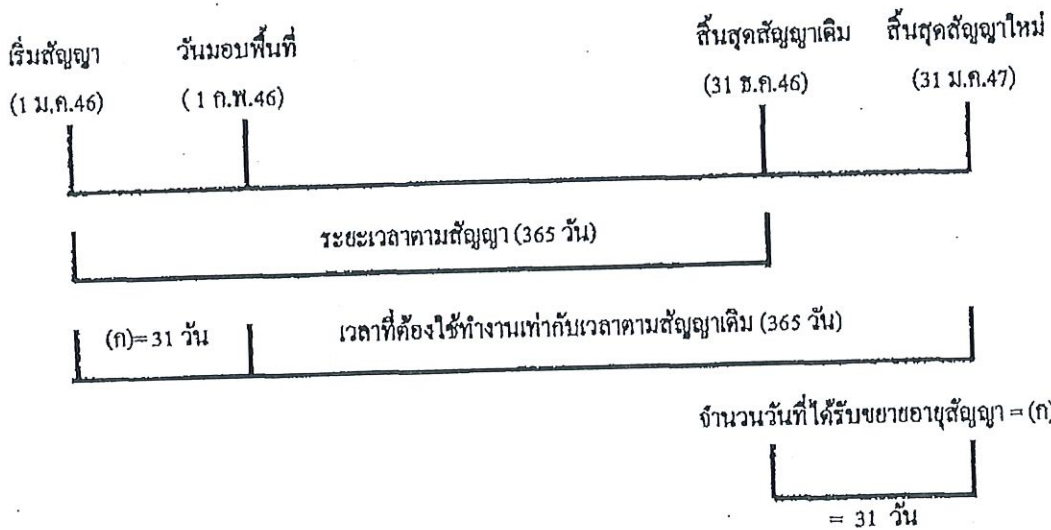 เริ่มสัญญา วันมอบพื้นที่ สิ้นสุดสัญญาเดิม สิ้นสุดสัญญาใหม่
(1 ม.ค.46) ( 1 ก.พ.46) (31 ธ.ค.46) (31 ม.ค.47)
ระยะเวลาตามสัญญา (365 วัน)
(ก)= 31 วัน เวลาที่ต้องใช้ทำงานเท่ากับเวลาตามสัญญาเดิม (365 วัน)
จำนวนวันที่ได้รับขยายอายุสัญญา = (ก)
= 31 วัน